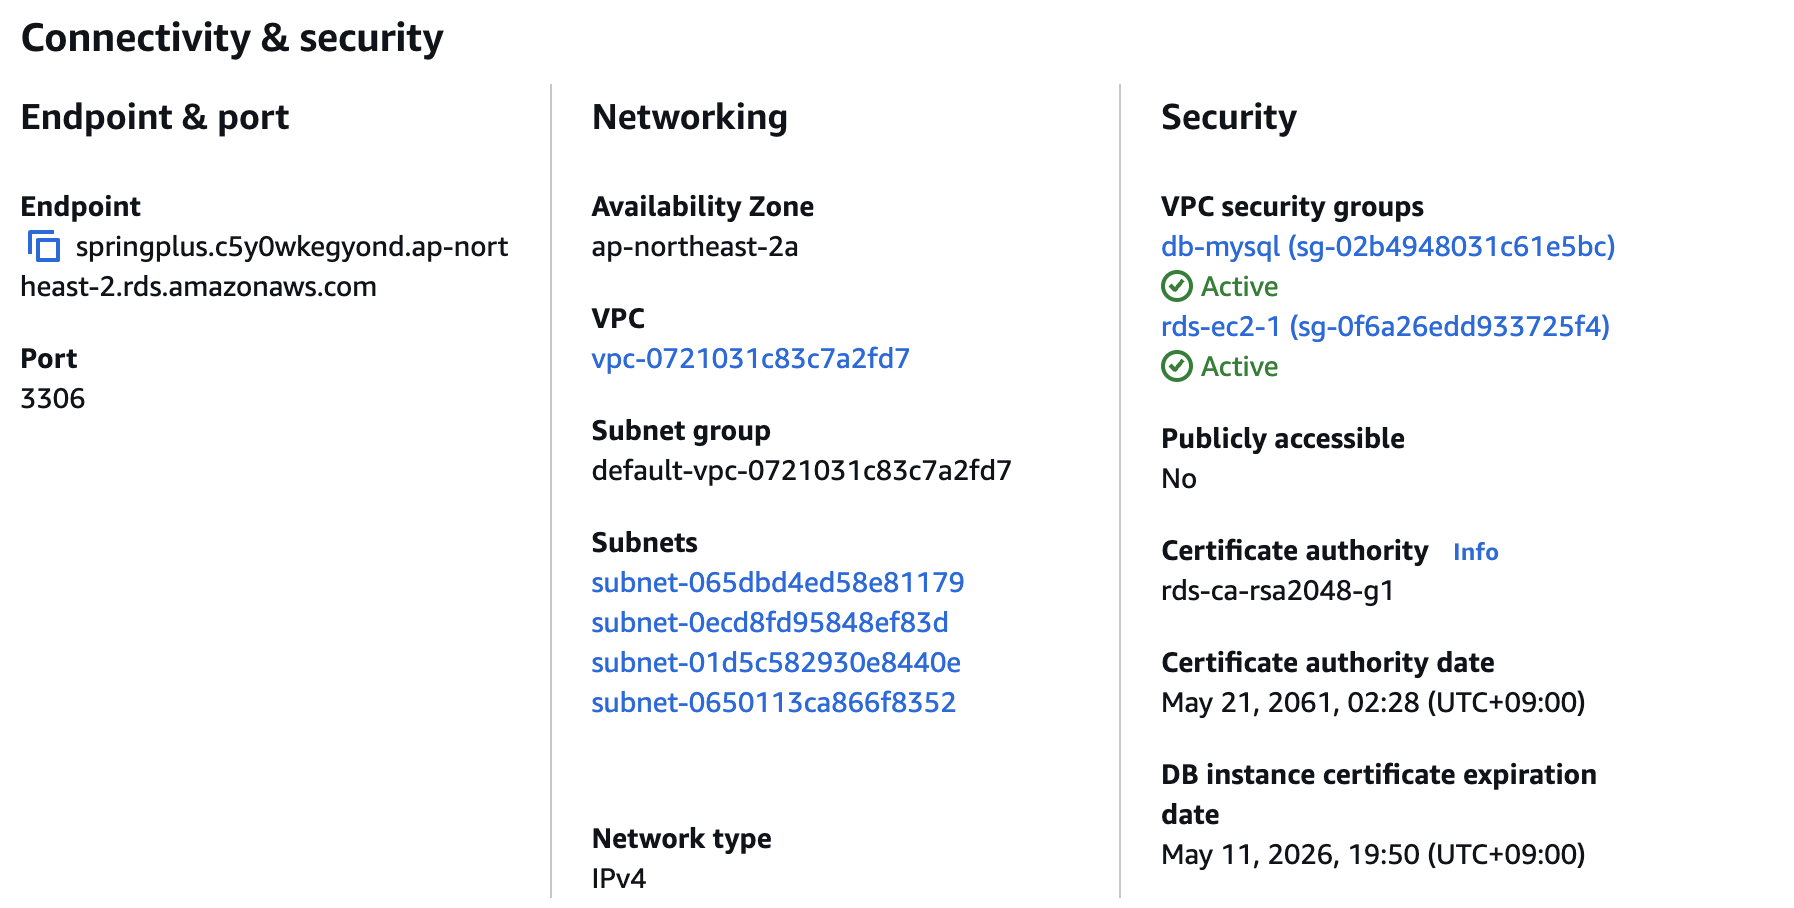 Connectivity & security
Endpoint & port
Endpoint
springplus.c5y0wkegyond.ap-nort
heast-2.rds.amazonaws.com
Port
3306
Networking
Availability Zone
ap-northeast-2a
VPC
vpc-0721031c83c7a2fd7
Subnet group
default-vpc-0721031c83c7a2fd7
Subnets
subnet-065dbd4ed58e81179
subnet-0ecd8fd95848ef83d
subnet-01d5c582930e8440e
subnet-0650113ca866f8352
Network type
IPv4
Security
VPC security groups
db-mysql (sg-02b4948031c61e5bc)
Active
rds-ec2-1 (sg-0f6a26edd933725f4)
Active
Publicly accessible
No
Certificate authority Info
rds-ca-rsa2048-g1
Certificate authority date
May 21, 2061, 02:28 (UTC+09:00)
DB instance certificate expiration
date
May 11, 2026, 19:50 (UTC+09:00)